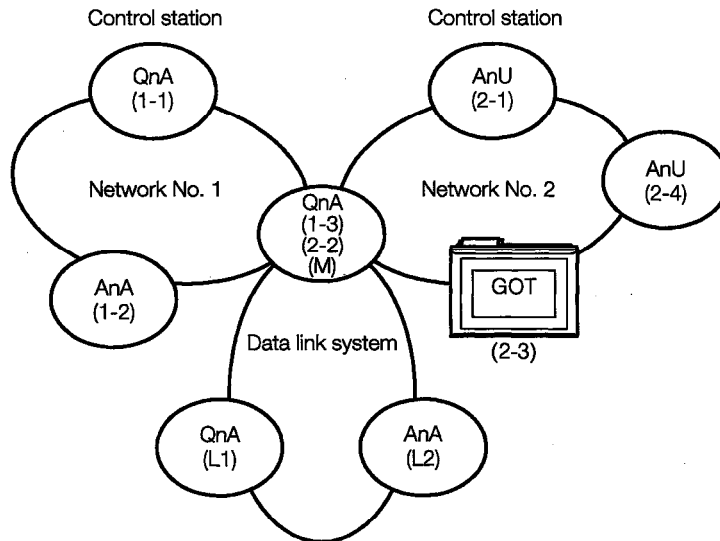 Control station
Control station
QnA
(1-1)
AnU
(2-1)
AnU
(2-4)
Network No. 1
Network No. 2
QnA
(1-3)
(2-2)
(M)
AnA
(1-2)
GOT
(2-3)
Data link system
QnA
(L1)
AnA
(L2)